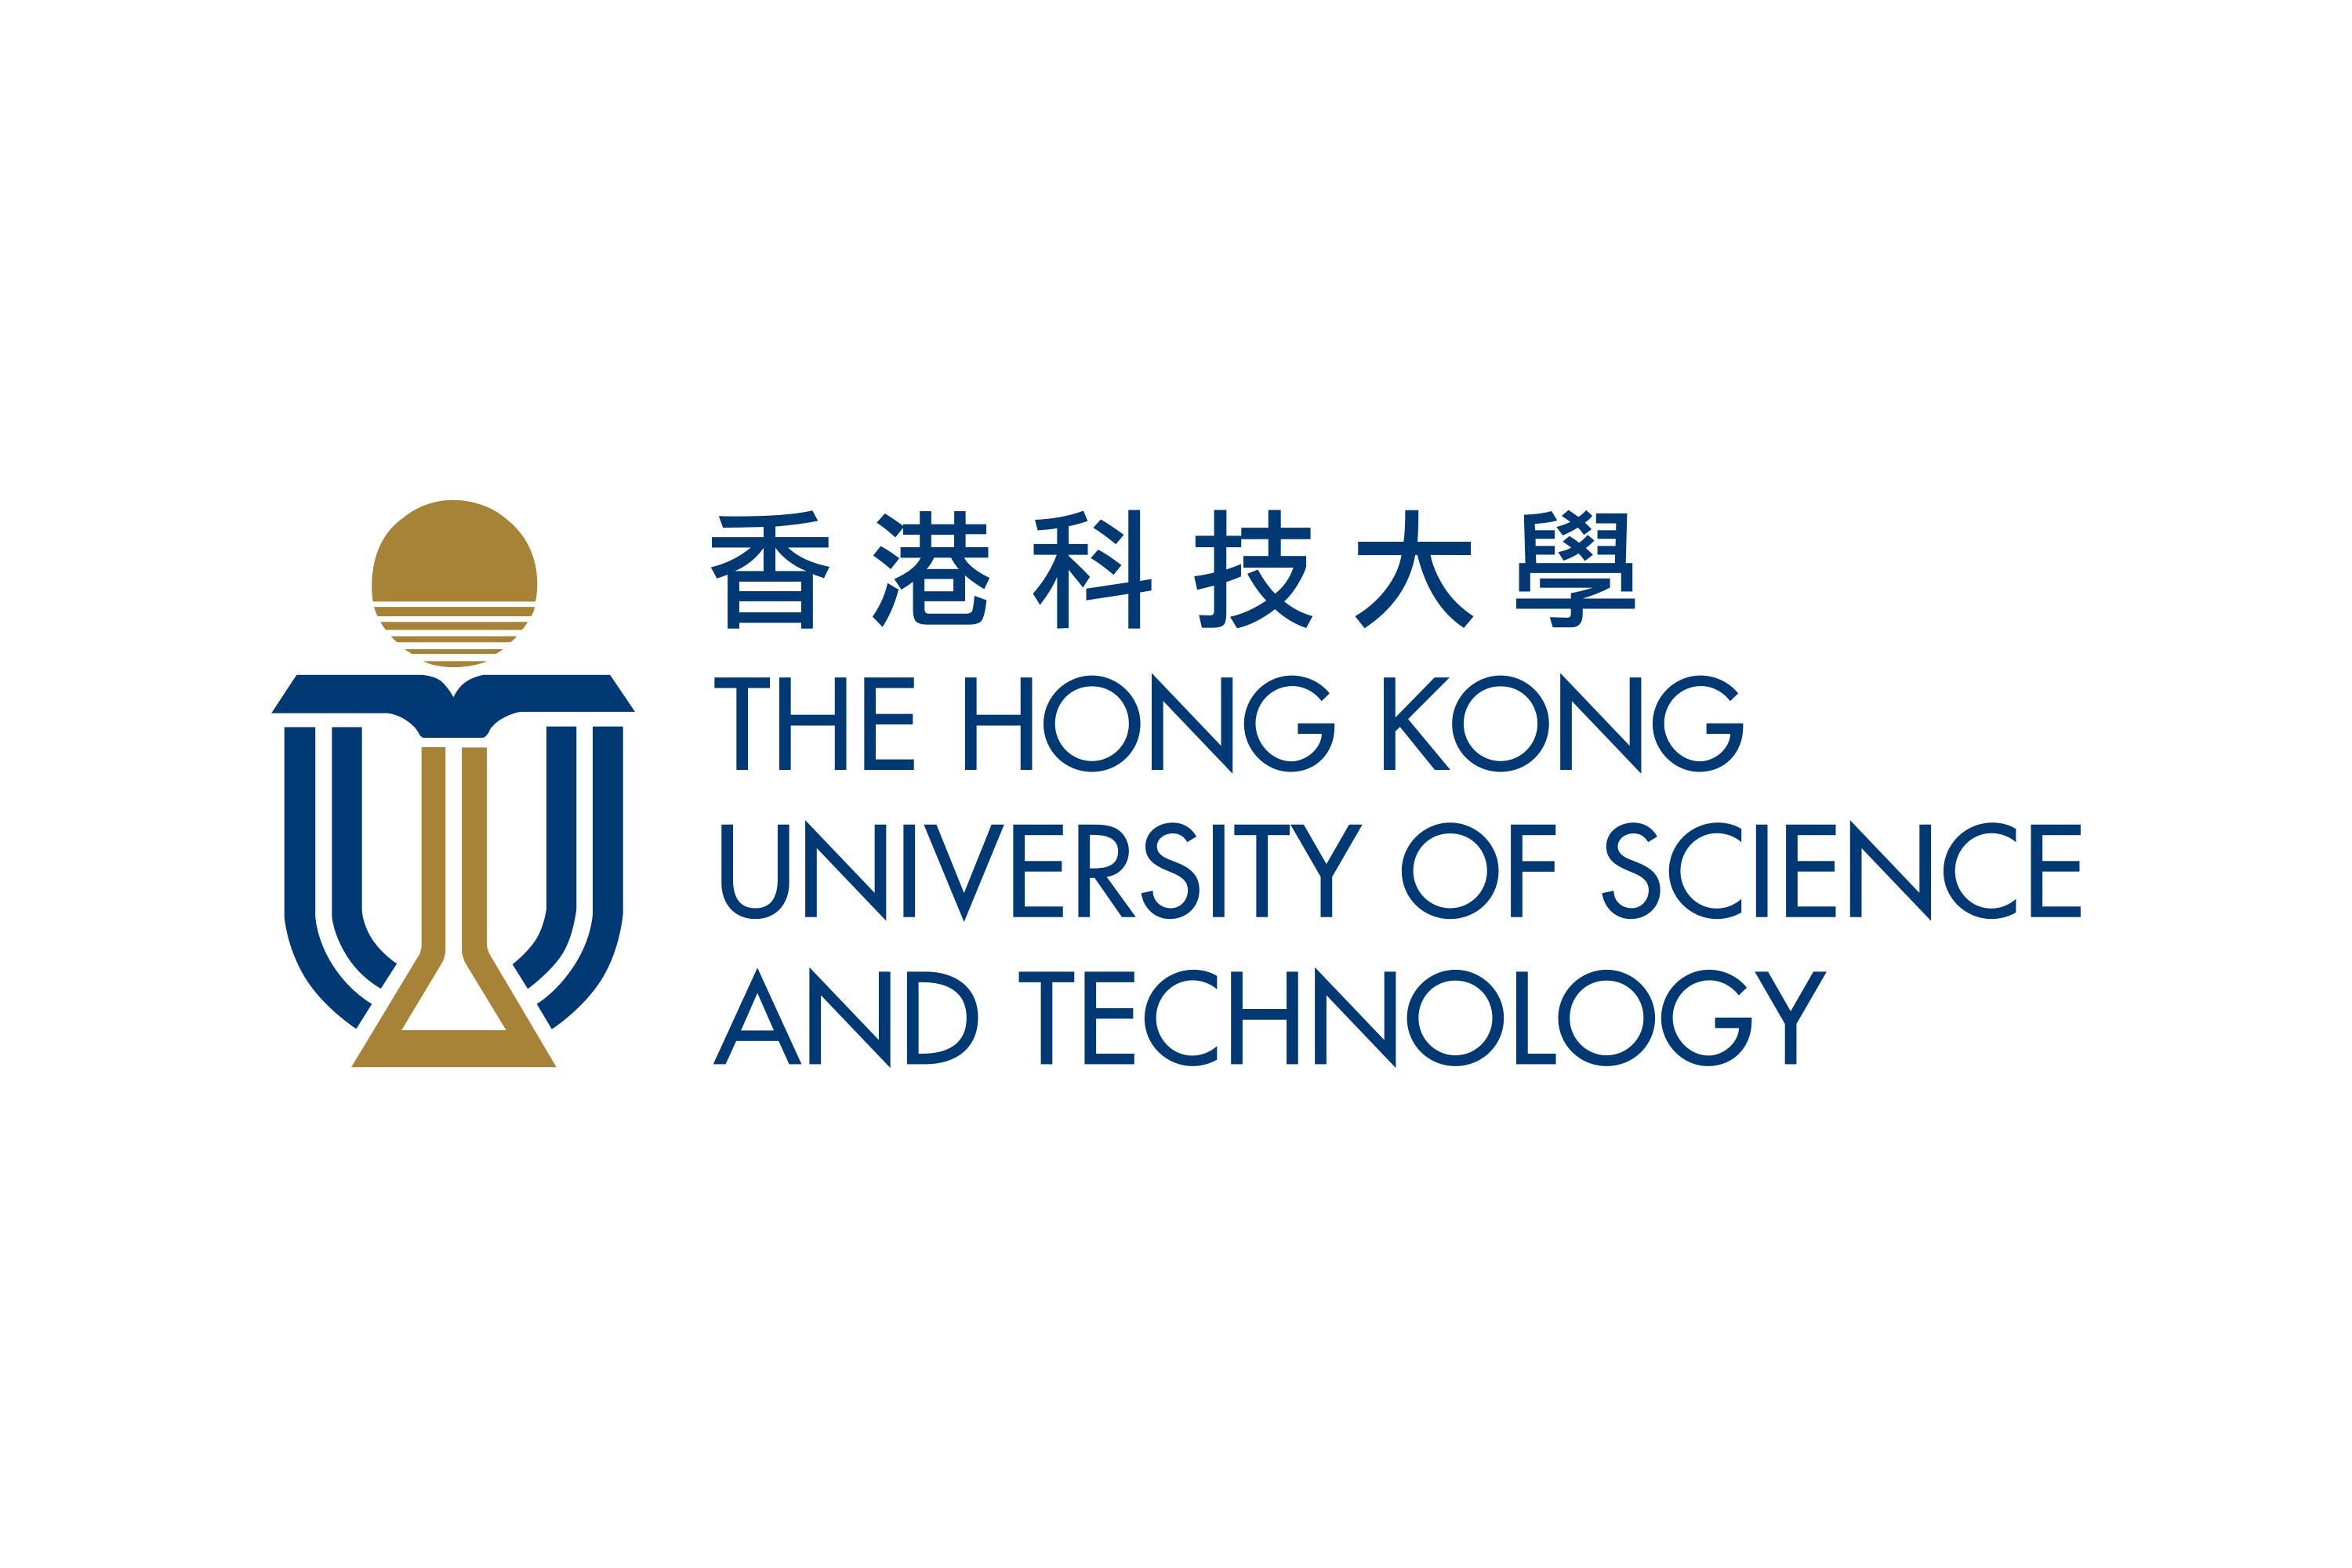 香港科技大學
THE HONG KONG
UNIVERSITY OF SCIENCE
AND TECHNOLOGY